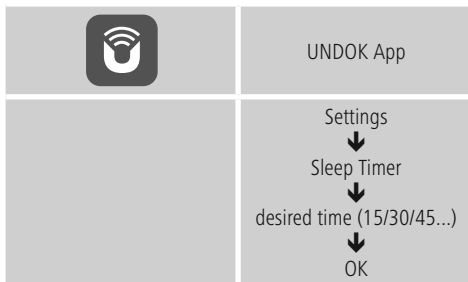 UNDOK App
Settings
🡻
Sleep Timer
🡻
desired time (15/30/45...)
🡻
OK